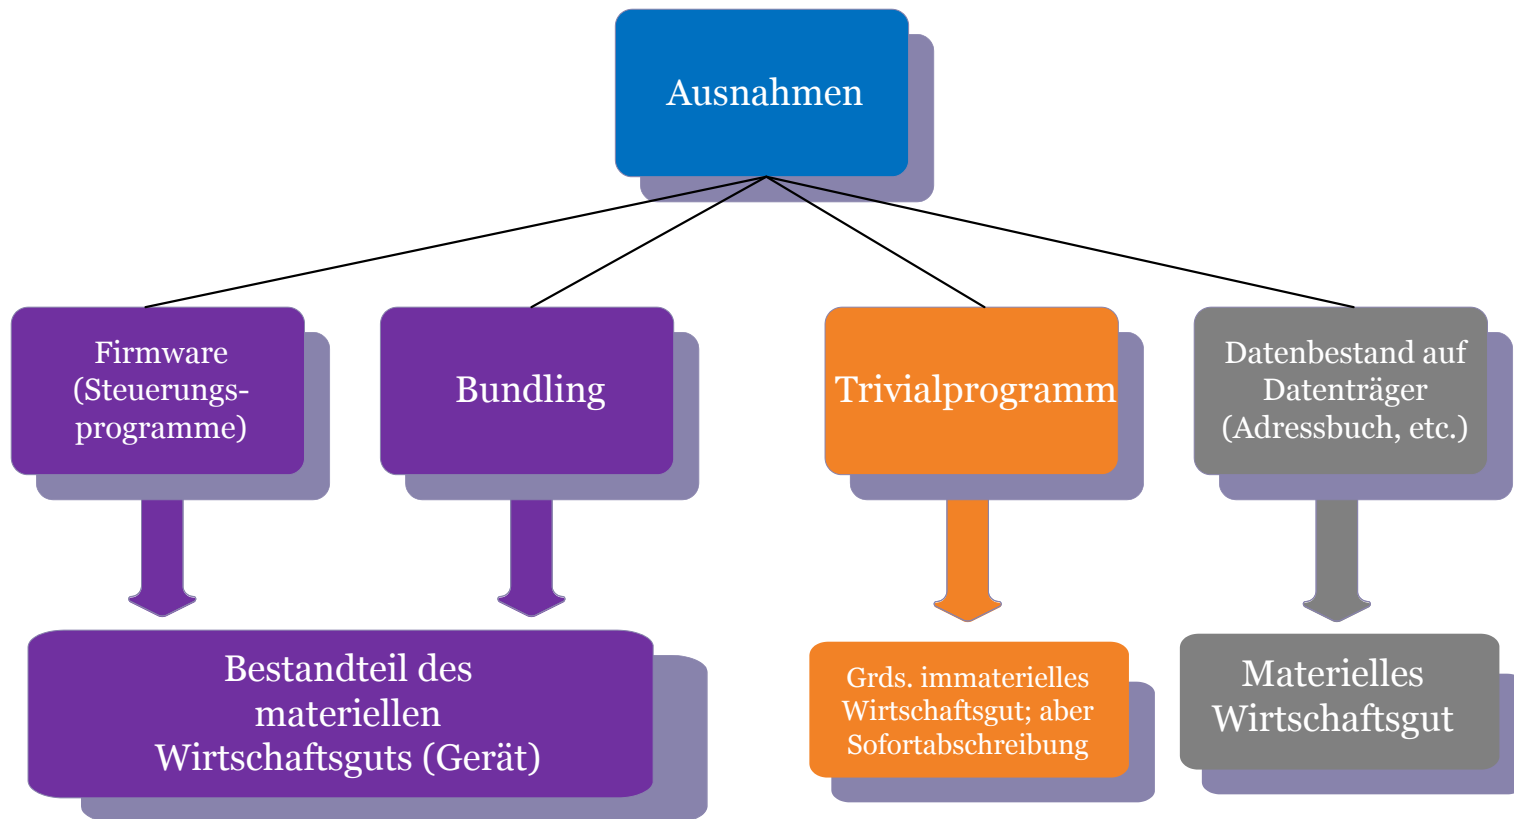 Ausnahmen
Firmware
(Steuerungs-
programme)
Bundling
Trivialprogramm
Datenbestand auf
Datenträger
(Adressbuch, etc.)
Bestandteil des
materiellen
Wirtschaftsguts (Gerät)
Grds. immaterielles
Wirtschaftsgut; aber
Sofortabschreibung
Materielles
Wirtschaftsgut